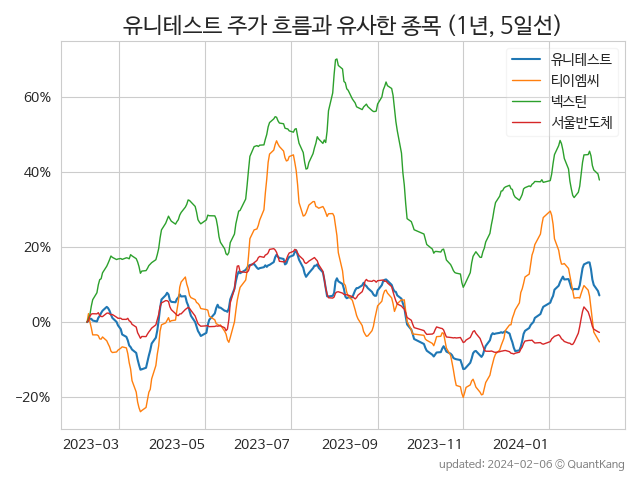 유니테스트 주가 흐름과 유사한 종목 (1년, 5일선)
유니테스트
티이엠씨
넥스틴
서울반도체
60%
40%
20%
0%
−20%
2023-03 2023-05 2023-07 2023-09 2023-11 2024-01
updated: 2024-02-06 © QuantKang